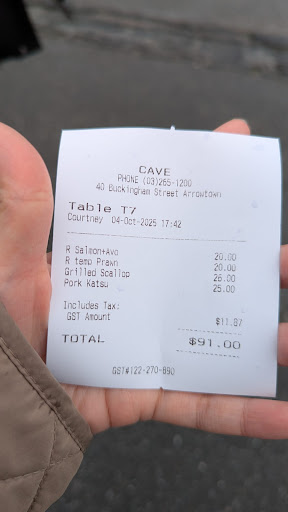 CAVE
PHONE (03)265-1200
40 Buckingham Street Arrowtown
Table T7
Courtney 04-Oct-2025 17:42
R Salmon+Avo 20.00
R temp Prawn 20.00
Grilled Scallop 26.00
Pork Katsu 25.00
Includes Tax:
GST Amount $11.87
TOTAL $91.00
GST#122-270-890